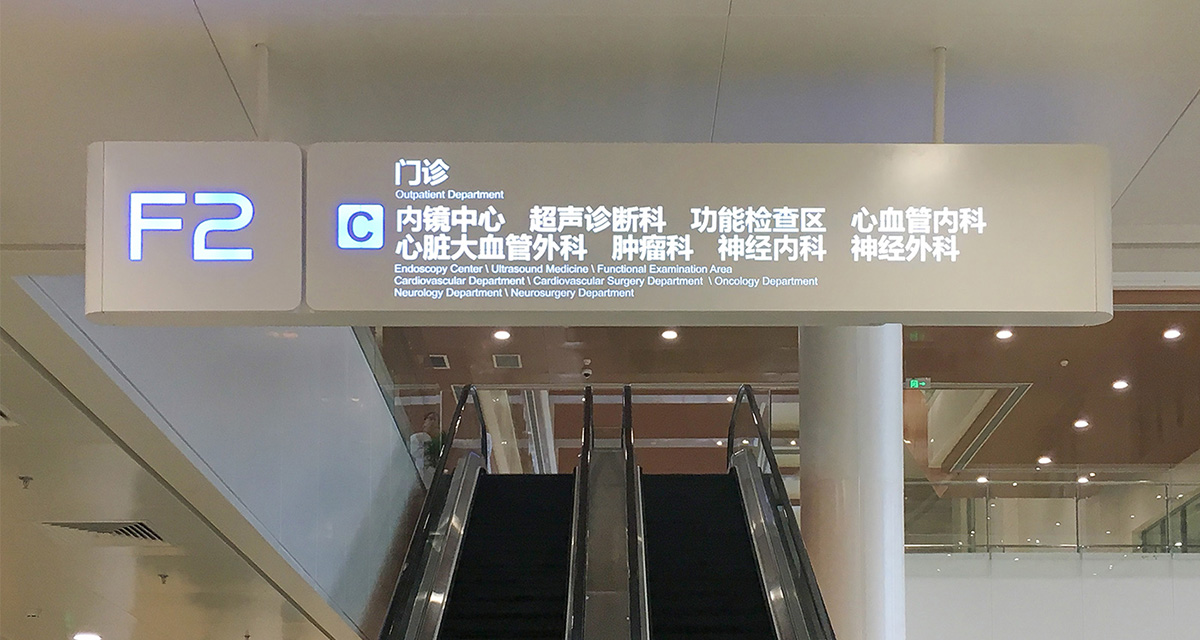 F2
门诊
Outpatient Department
C
内镜中心 超声诊断科 功能检查区 心血管内科
心脏大血管外科 肿瘤科 神经内科 神经外科
Endoscopy Center \ Ultrasound Medicine \ Functional Examination Area
Cardiovascular Department \ Cardiovascular Surgery Department \ Oncology Department
Neurology Department \ Neurosurgery Department